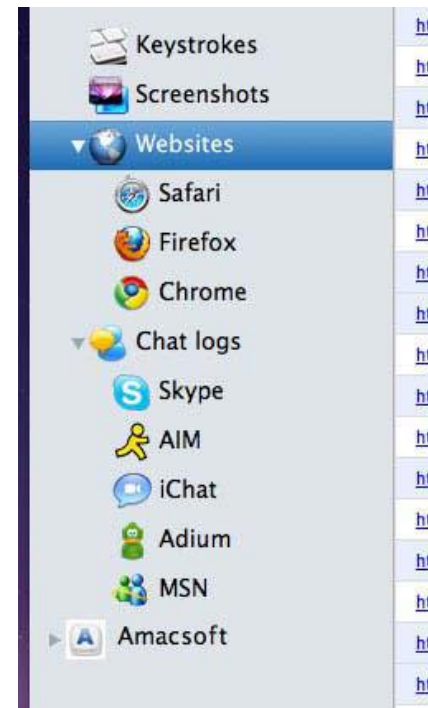 Keystrokes
Screenshots
Websites
Safari
Firefox
Chrome
Chat logs
Skype
AIM
iChat
Adium
MSN
Amacsoft